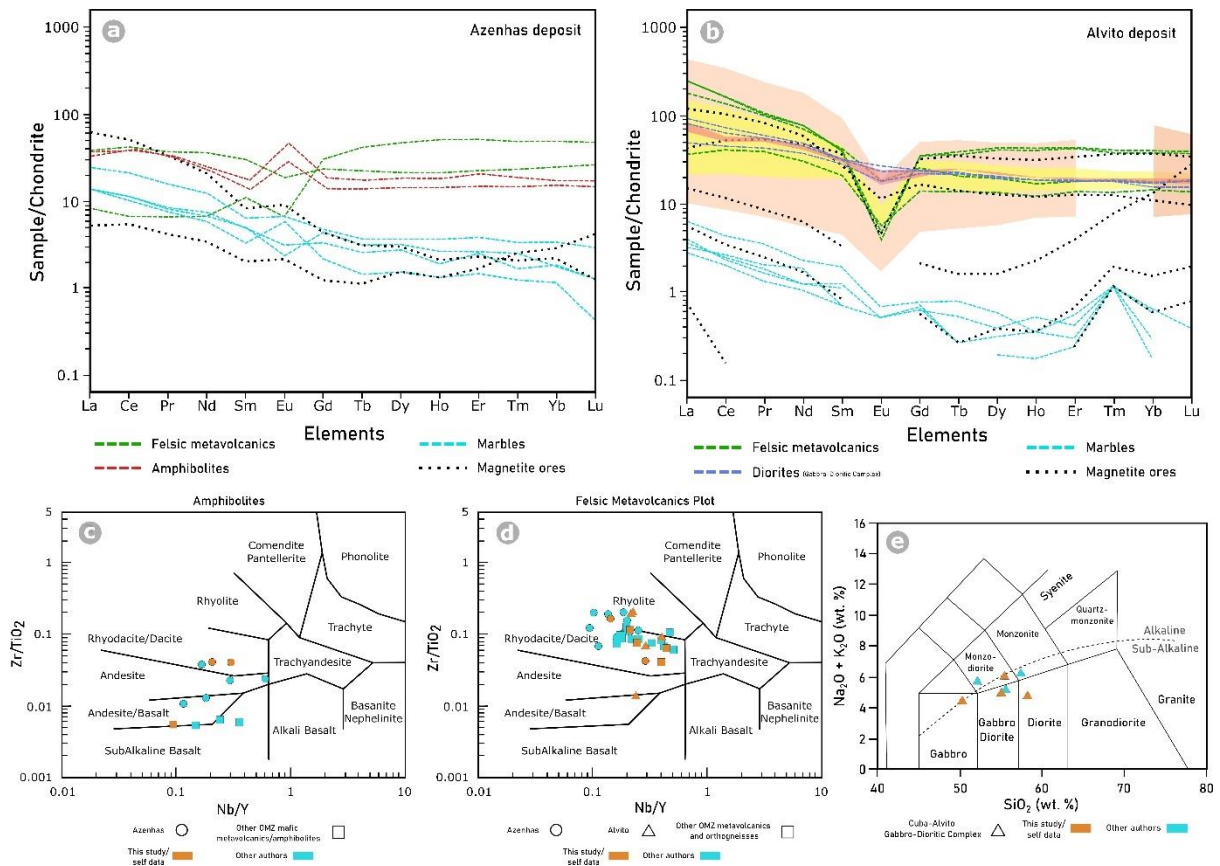 a
Azenhas deposit
Sample/Chondrite
1000
100
10
1
0.1
La Ce Pr Nd Sm Eu Gd Tb Dy Ho Er Tm Yb Lu
Elements
Felsic metavolcanics
Marbles
Amphibolites
Magnetite ores
b
Alvito deposit
Sample/Chondrite
1000
100
10
1
0.1
La Ce Pr Nd Sm Eu Gd Tb Dy Ho Er Tm Yb Lu
Elements
Felsic metavolcanics
Marbles
Diorites (Gabbro-Dioritic Complex)
Magnetite ores
Amphibolites
c
Zr/TiO2
5
1
0.1
0.01
0.001
Comendite
Pantellerite
Phonolite
Rhyolite
Trachyte
Rhyodacite/Dacite
Trachyandesite
Andesite
Andesite/Basalt
Basanite
Nephelinite
Alkali Basalt
SubAlkaline Basalt
0.01 0.1 1 10
Nb/Y
Azenhas
Other OMZ mafic
metavolcanics/amphibolites
This study/
self data
Other authors
Felsic Metavolcanics Plot
d
Zr/TiO2
5
1
0.1
0.01
0.001
Comendite
Pantellerite
Phonolite
Rhyolite
Trachyte
Rhyodacite/Dacite
Trachyandesite
Andesite
Andesite/Basalt
Basanite
Nephelinite
Alkali Basalt
SubAlkaline Basalt
0.01 0.1 1 10
Nb/Y
Azenhas
Alvito
Other OMZ metavolcanics
and orthogneisses
This study/
self data
Other authors
e
Na2O + K2O (wt. %)
16
14
12
10
8
6
4
2
0
Syenite
Quartz-
monzonite
Monzonite
Monzo-
diorite
Alkaline
Sub-Alkaline
Granite
Gabbro
Gabbro
Diorite
Diorite
Granodiorite
40 50 60 70 80
SiO2 (wt. %)
Cuba-Alvito
Gabbro-Dioritic Complex
This study/
self data
Other authors